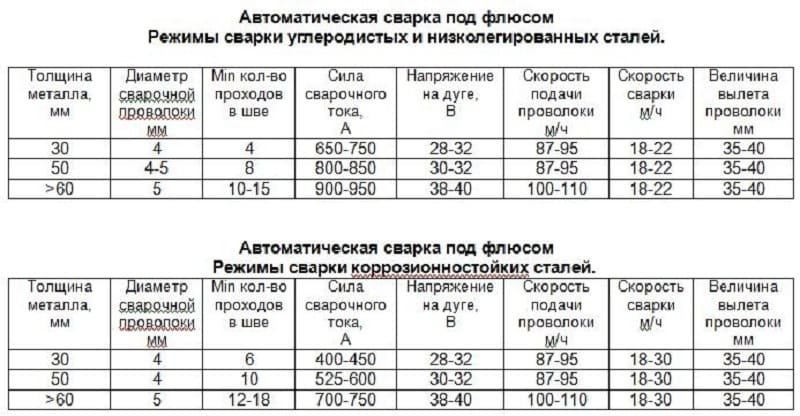 Автоматическая сварка под флюсом
Режимы сварки углеродистых и низколегированных сталей.
Толщина металла, мм Диаметр сварочной проволоки мм Min кол-во проходов в шве Сила сварочного тока, А Напряжение на дуге, В Скорость подачи проволоки м/ч Скорость сварки м/ч Величина вылета проволоки мм
30 4 4 650-750 28-32 87-95 18-22 35-40
50 4-5 8 800-850 30-32 87-95 18-22 35-40
>60 5 10-15 900-950 38-40 100-110 18-22 35-40
Автоматическая сварка под флюсом
Режимы сварки коррозионностойких сталей.
Толщина металла, мм Диаметр сварочной проволоки мм Min кол-во проходов в шве Сила сварочного тока, А Напряжение на дуге, В Скорость подачи проволоки м/ч Скорость сварки м/ч Величина вылета проволоки мм
30 4 6 400-450 28-32 87-95 18-30 35-40
50 4 10 525-600 30-32 87-95 18-30 35-40
>60 5 12-18 700-750 38-40 100-110 18-30 35-40